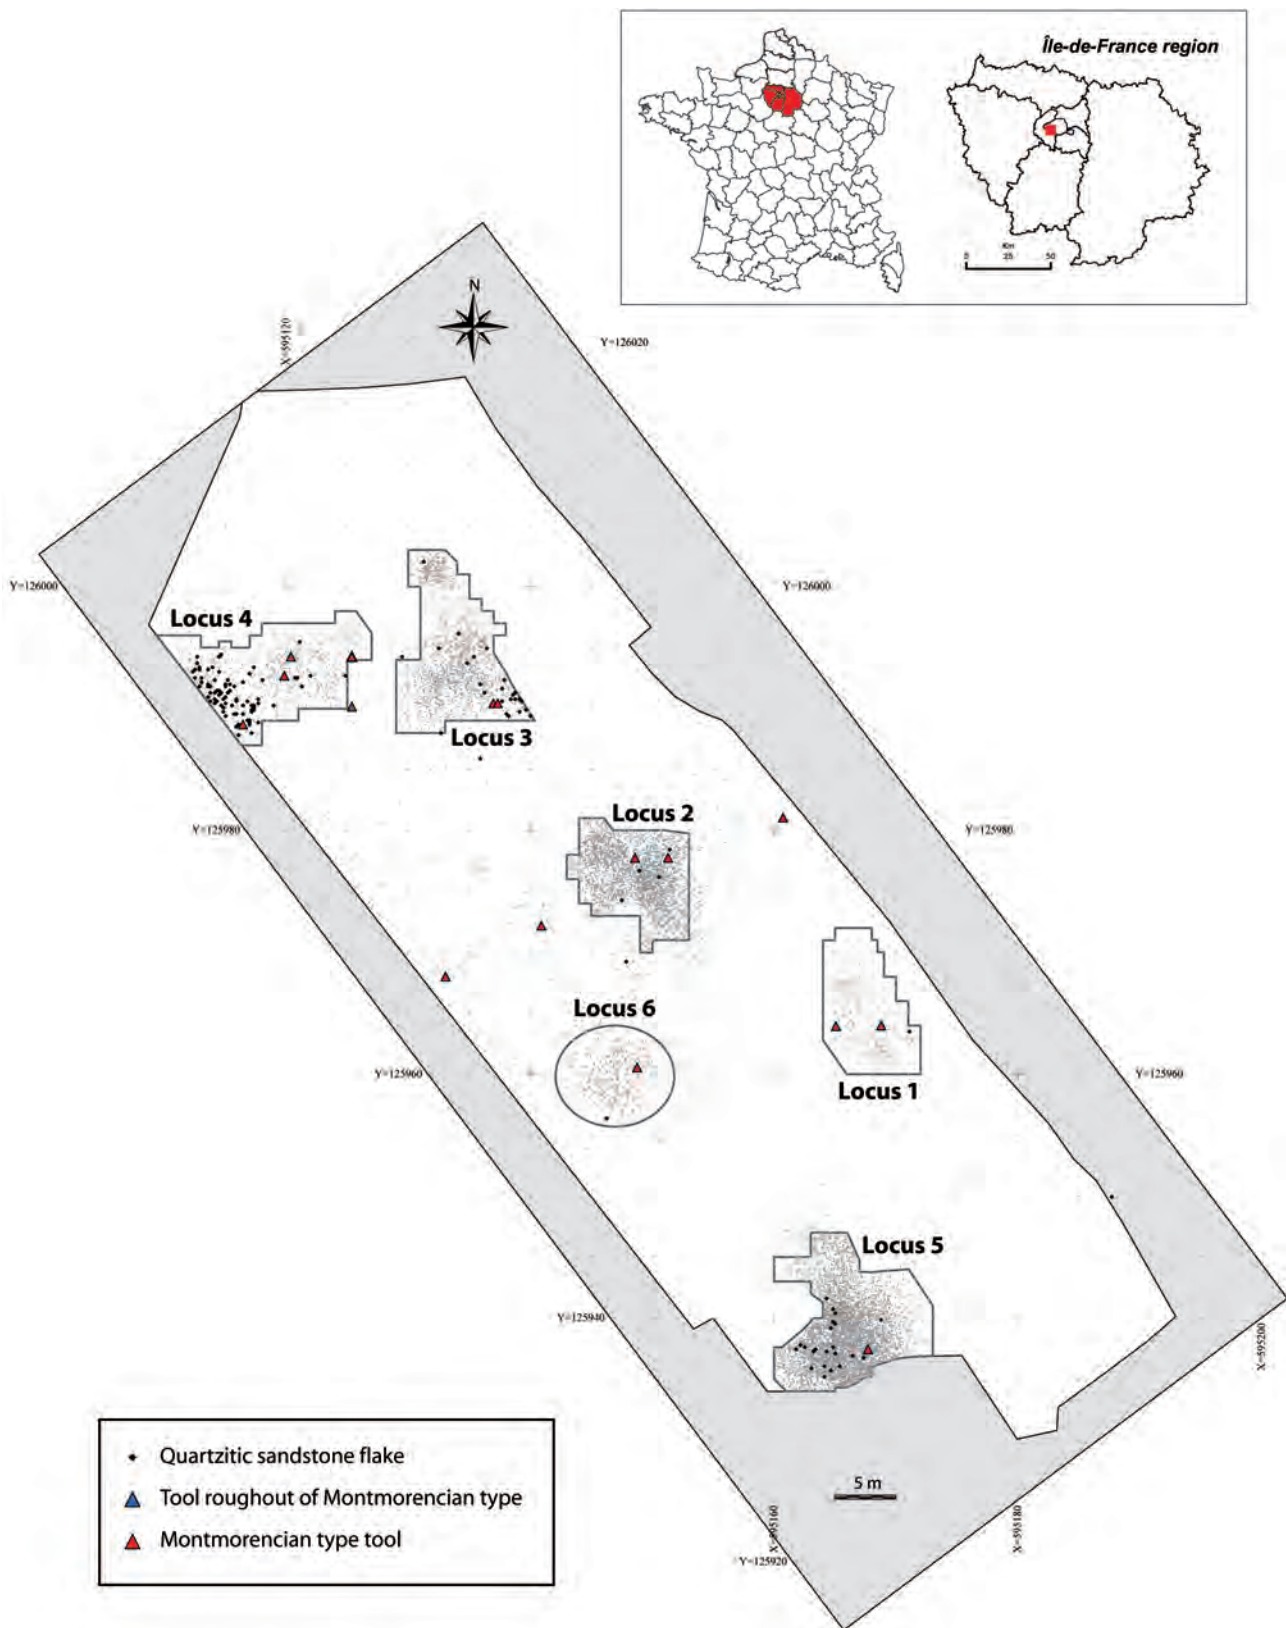 Île-de-France region
Km
0 25 50
N
X=595120
Y=126020
Y=126000
Y=126000
Locus 4
Locus 3
Locus 2
Y=125980
Y=125980
Locus 6
Y=125960
Locus 1
Y=125960
Locus 5
Y=125940
X=595200
5 m
X=595160
X=595180
Y=125920
Quartzitic sandstone flake
Tool roughout of Montmorencian type
Montmorencian type tool